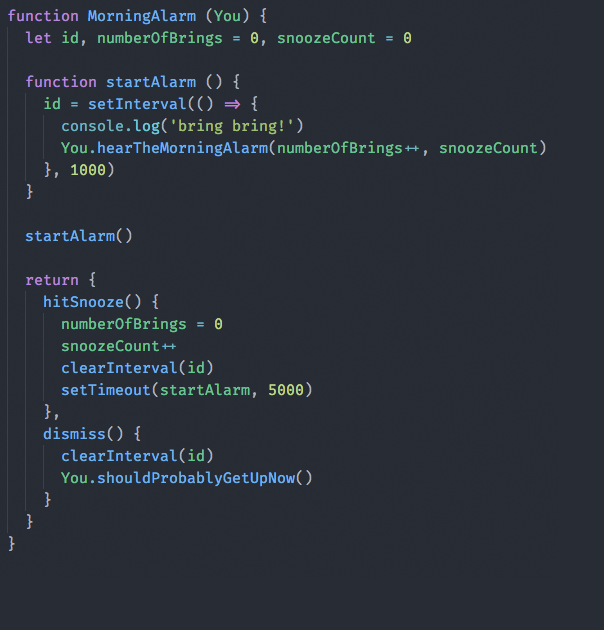 function MorningAlarm (You) {
  let id, numberOfBrings = 0, snoozeCount = 0

  function startAlarm () {
    id = setInterval(() => {
      console.log('bring bring!')
      You.hearTheMorningAlarm(numberOfBrings++, snoozeCount)
    }, 1000)
  }

  startAlarm()

  return {
    hitSnooze() {
      numberOfBrings = 0
      snoozeCount++
      clearInterval(id)
      setTimeout(startAlarm, 5000)
    },
    dismiss() {
      clearInterval(id)
      You.shouldProbablyGetUpNow()
    }
  }
}